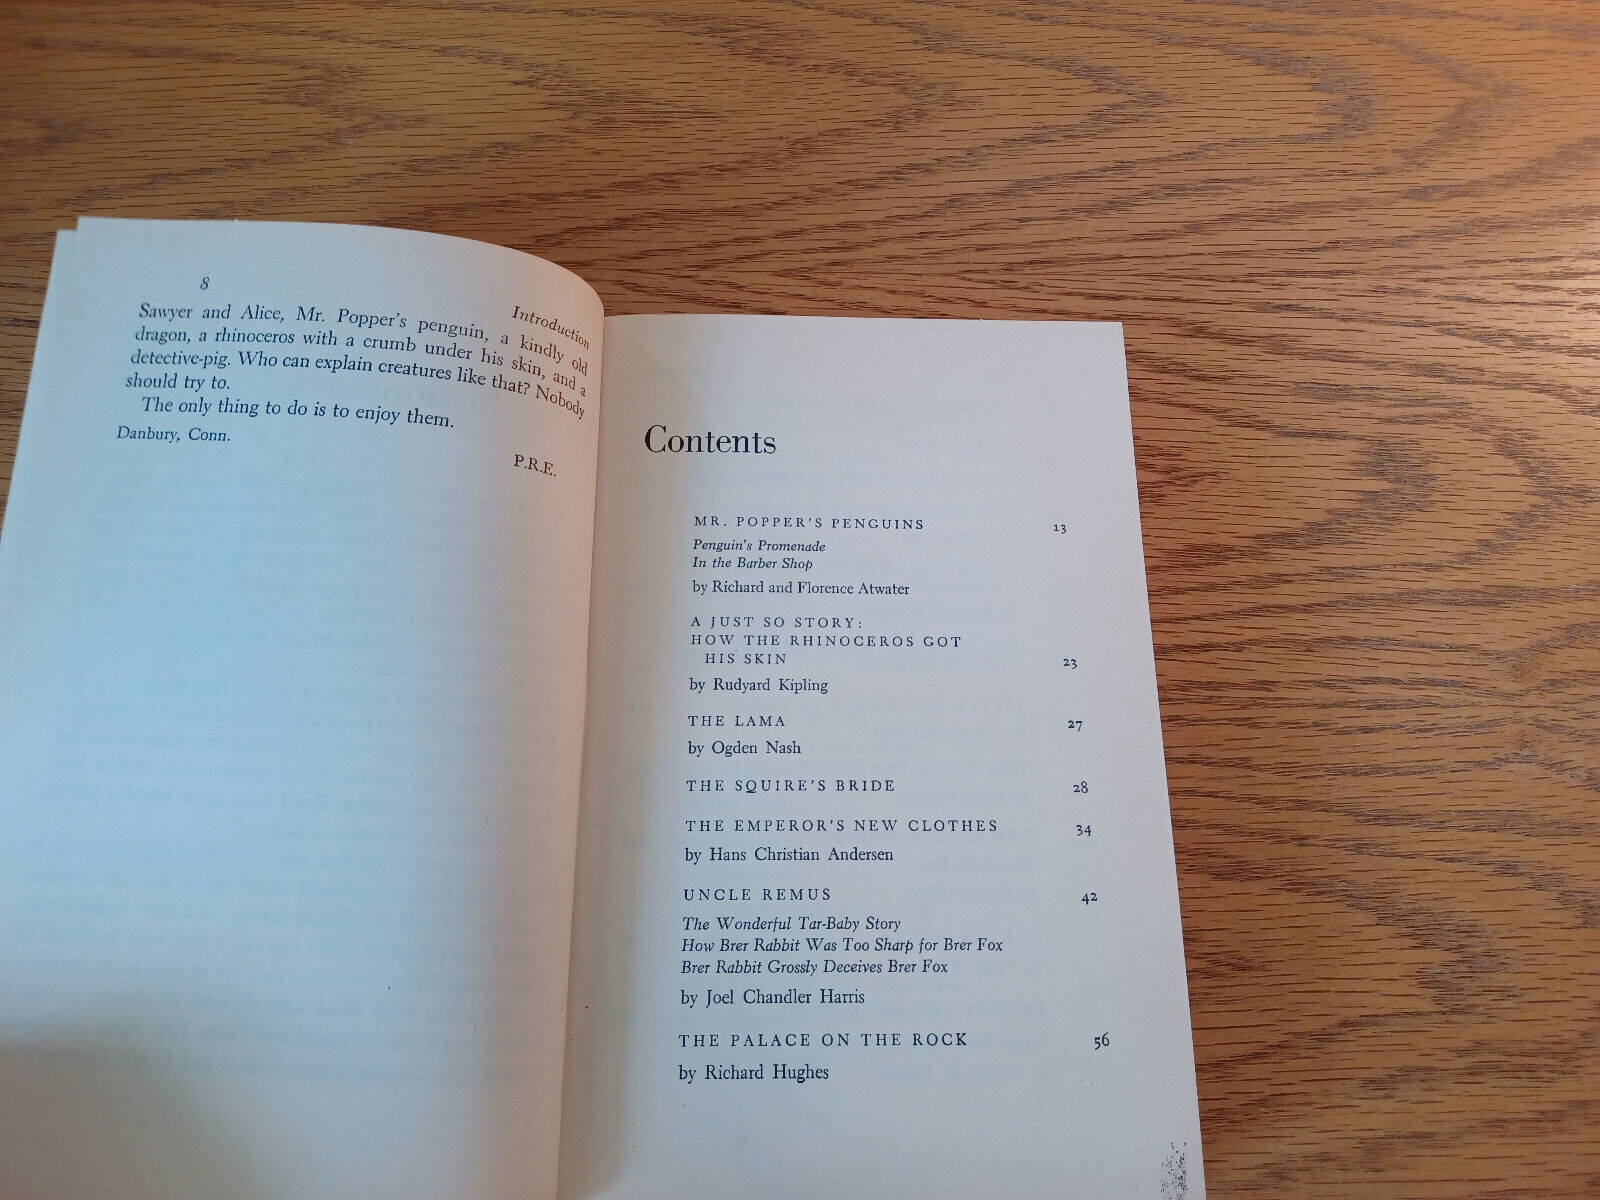 8
Introduction
Sawyer and Alice, Mr. Popper's penguin, a kindly old
dragon, a rhinoceros with a crumb under his skin, and a
detective-pig. Who can explain creatures like that? Nobody
should try to.
The only thing to do is to enjoy them.
Danbury, Conn.
P.R.E.
Contents
MR. POPPER'S PENGUINS 13
Penguin's Promenade
In the Barber Shop
by Richard and Florence Atwater
A JUST SO STORY:
HOW THE RHINOCEROS GOT
HIS SKIN 23
by Rudyard Kipling
THE LAMA 27
by Ogden Nash
THE SQUIRE'S BRIDE 28
THE EMPEROR'S NEW CLOTHES 34
by Hans Christian Andersen
UNCLE REMUS 42
The Wonderful Tar-Baby Story
How Brer Rabbit Was Too Sharp for Brer Fox
Brer Rabbit Grossly Deceives Brer Fox
by Joel Chandler Harris
THE PALACE ON THE ROCK 56
by Richard Hughes